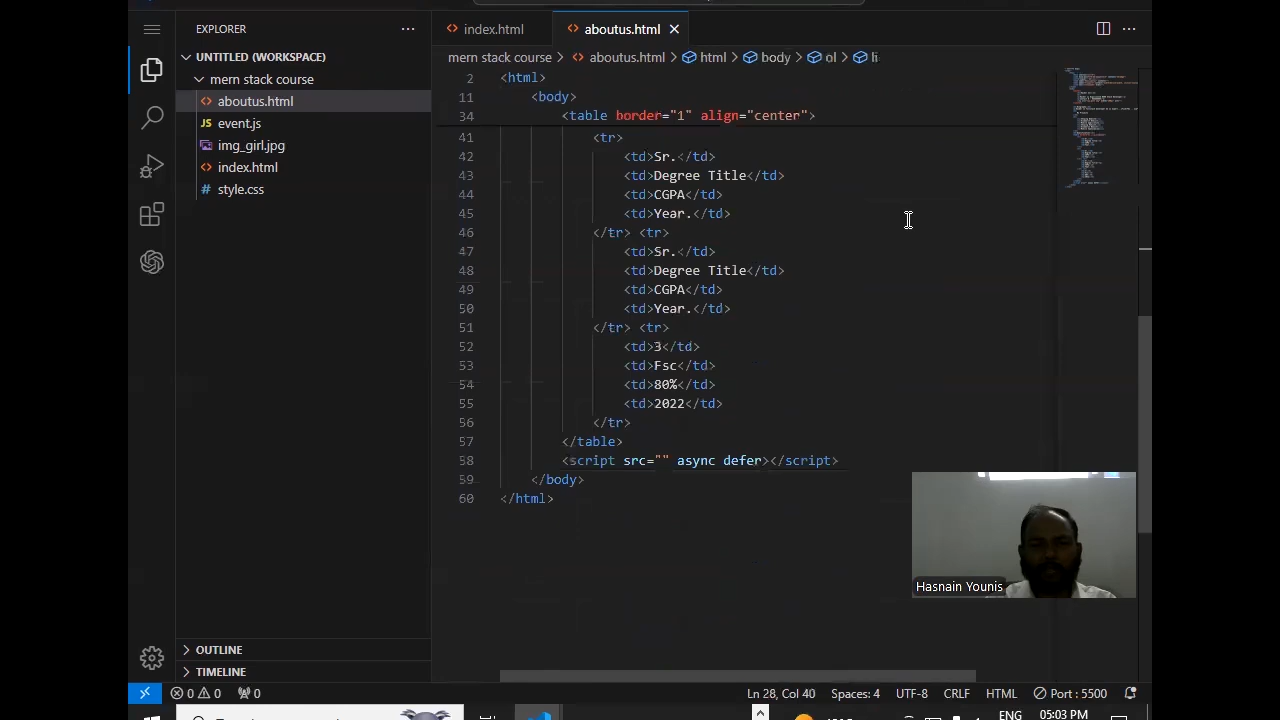 EXPLORER
UNTITLED (WORKSPACE)
mern stack course
aboutus.html
event.js
img_girl.jpg
index.html
style.css
OUTLINE
TIMELINE
index.html
aboutus.html
mern stack course > aboutus.html > html > body > ol > li
2 <html>
11 <body>
34 <table border="1" align="center">
41 <tr>
42 <td>Sr.</td>
43 <td>Degree Title</td>
44 <td>CGPA</td>
45 <td>Year.</td>
46 </tr> <tr>
47 <td>Sr.</td>
48 <td>Degree Title</td>
49 <td>CGPA</td>
50 <td>Year.</td>
51 </tr> <tr>
52 <td>3</td>
53 <td>Fsc</td>
54 <td>80%</td>
55 <td>2022</td>
56 </tr>
57 </table>
58 <script src="" async defer></script>
59 </body>
60 </html>
Hasnain Younis
0 0 0 Ln 28, Col 40 Spaces: 4 UTF-8 CRLF HTML Port : 5500
ENG 05:03 PM